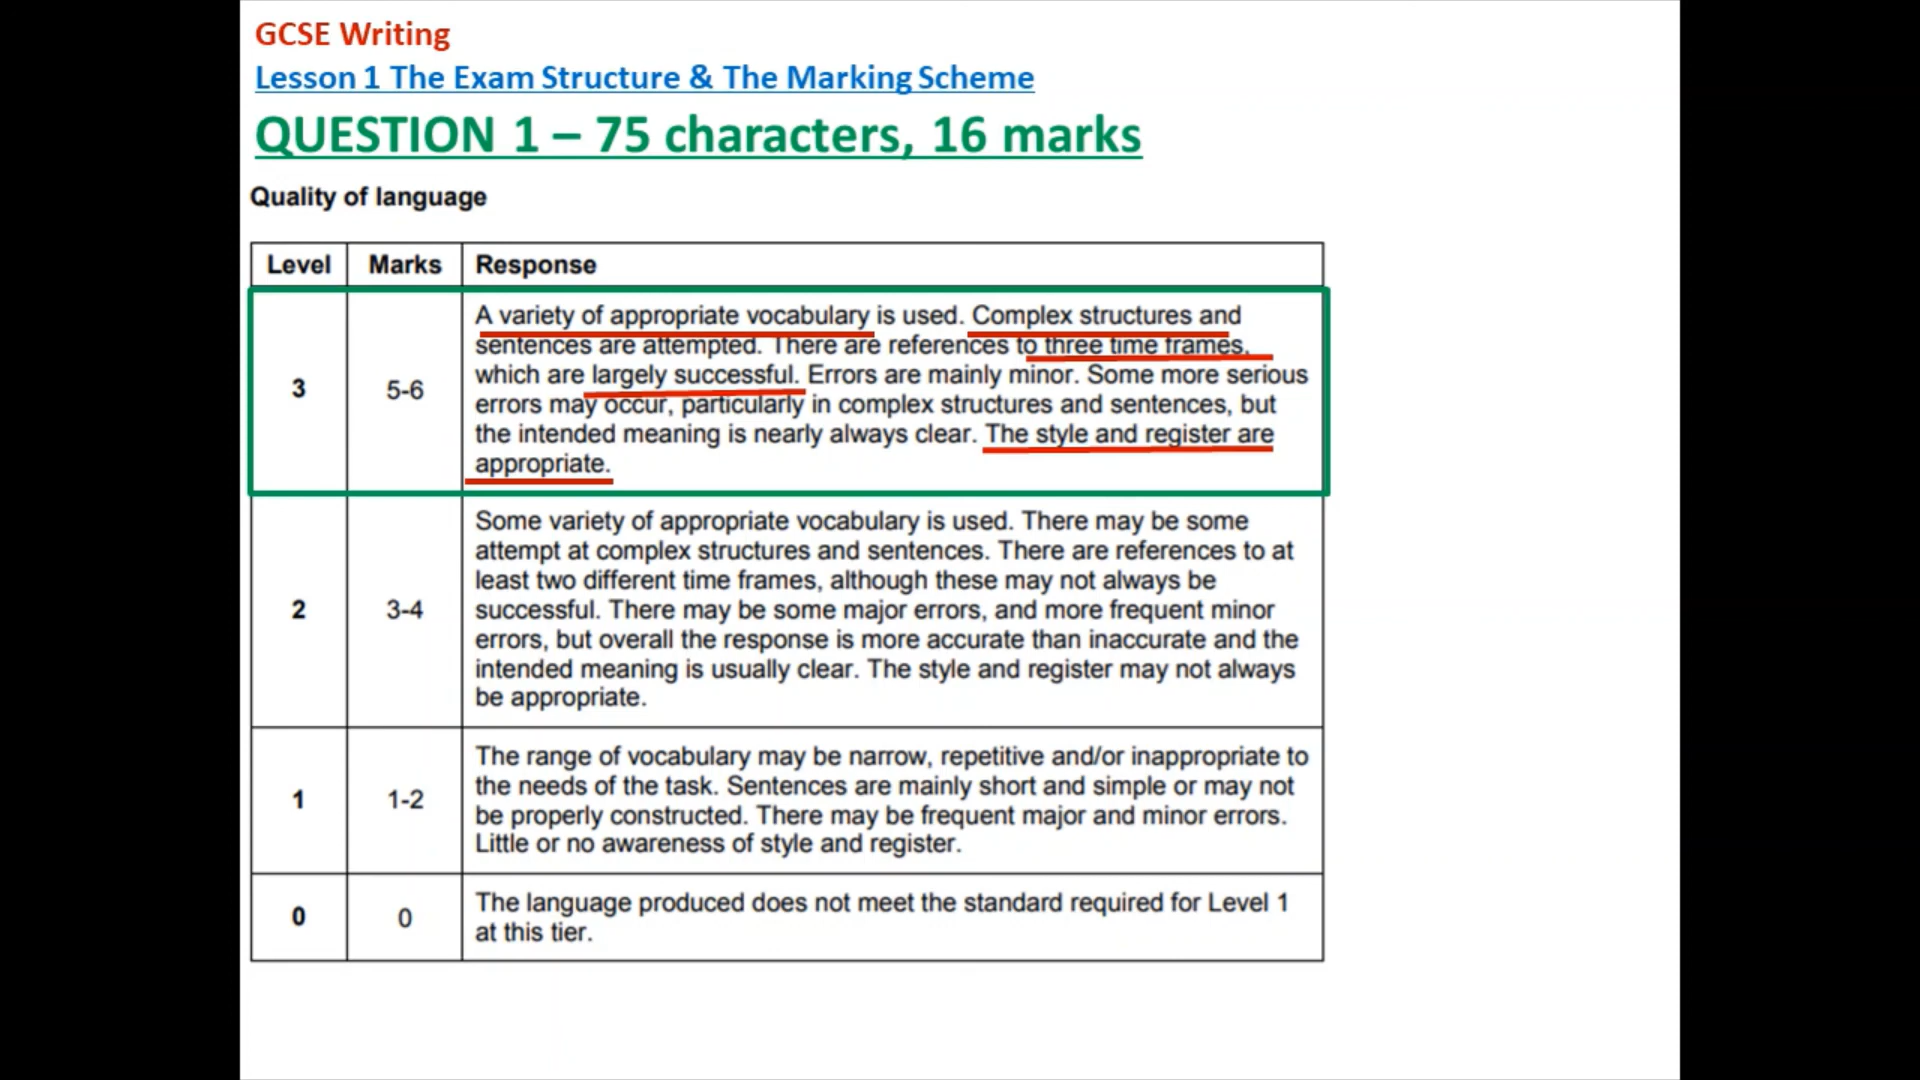 GCSE Writing
Lesson 1 The Exam Structure & The Marking Scheme
QUESTION 1 – 75 characters, 16 marks
Quality of language
Level Marks Response
3 5-6
A variety of appropriate vocabulary is used. Complex structures and
sentences are attempted. There are references to three time frames,
which are largely successful. Errors are mainly minor. Some more serious
errors may occur, particularly in complex structures and sentences, but
the intended meaning is nearly always clear. The style and register are
appropriate.
2 3-4
Some variety of appropriate vocabulary is used. There may be some
attempt at complex structures and sentences. There are references to at
least two different time frames, although these may not always be
successful. There may be some major errors, and more frequent minor
errors, but overall the response is more accurate than inaccurate and the
intended meaning is usually clear. The style and register may not always
be appropriate.
1 1-2
The range of vocabulary may be narrow, repetitive and/or inappropriate to
the needs of the task. Sentences are mainly short and simple or may not
be properly constructed. There may be frequent major and minor errors.
Little or no awareness of style and register.
0 0
The language produced does not meet the standard required for Level 1
at this tier.